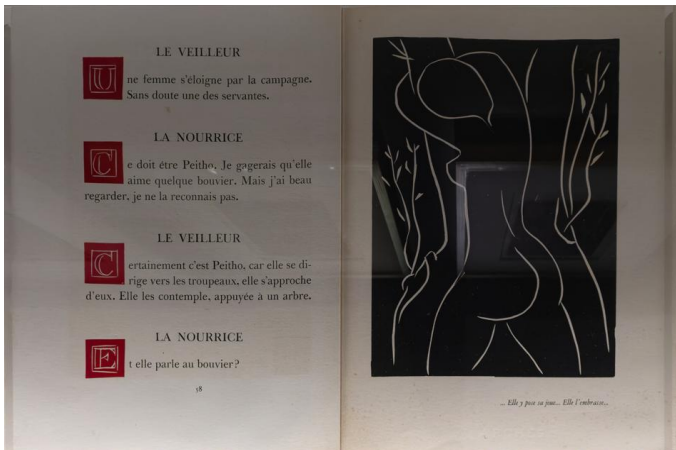 LE VEILLEUR
Une femme s'éloigne par la campagne.
Sans doute une des servantes.
LA NOURRICE
Ce doit être Peitho. Je gagerais qu'elle
aime quelque bouvier. Mais j'ai beau
regarder, je ne la reconnais pas.
LE VEILLEUR
Certainement c'est Peitho, car elle se di-
rige vers les troupeaux, elle s'approche
d'eux. Elle les contemple, appuyée à un arbre.
LA NOURRICE
Et elle parle au bouvier?
58
... Elle y pose sa joue... Elle l'embrasse...